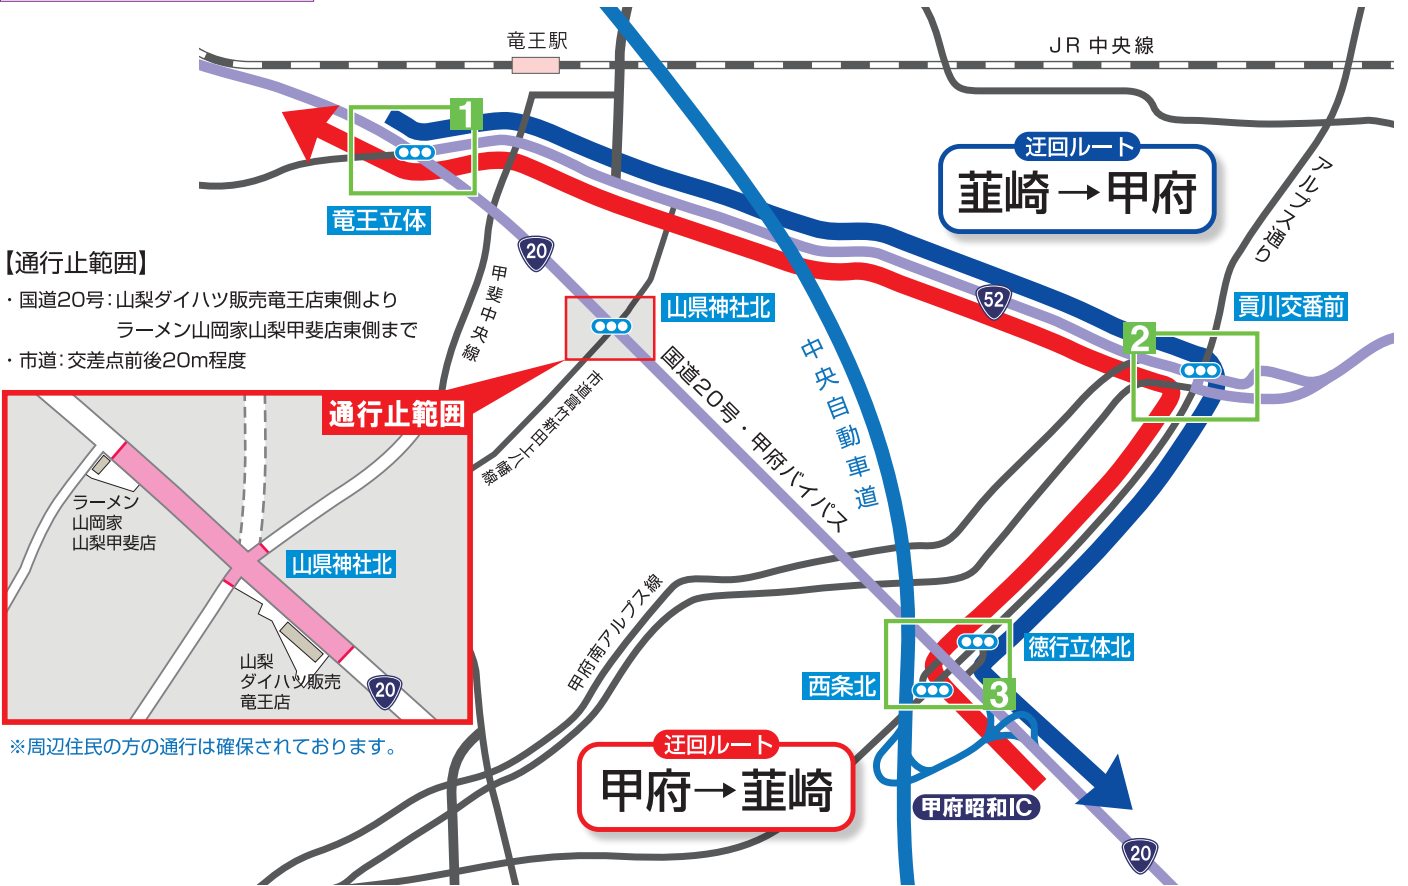 竜王駅
JR 中央線
1
迂回ルート
韮崎→甲府
アルプス通り
竜王立体
20
【通行止範囲】
・国道20号：山梨ダイハツ販売竜王店東側より
ラーメン山岡家山梨甲斐店東側まで
・市道：交差点前後20m程度
甲斐中央線
山県神社北
52
貢川交番前
2
中央自動車道
国道20号・甲府バイパス
市道富竹新田上八幡線
通行止範囲
ラーメン
山岡家
山梨甲斐店
山県神社北
山梨
ダイハツ販売
竜王店
20
甲府南アルプス線
徳行立体北
西条北
3
※周辺住民の方の通行は確保されております。
迂回ルート
甲府→韮崎
甲府昭和IC
20